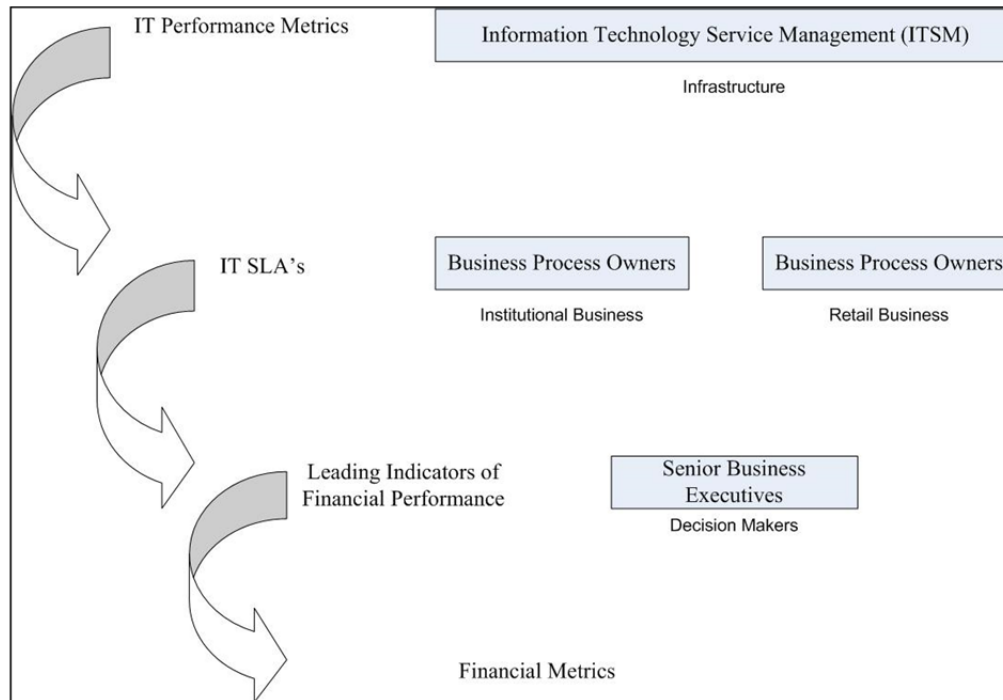 IT Performance Metrics
Information Technology Service Management (ITSM)
Infrastructure
IT SLA’s
Business Process Owners
Business Process Owners
Institutional Business
Retail Business
Leading Indicators of
Financial Performance
Senior Business
Executives
Decision Makers
Financial Metrics